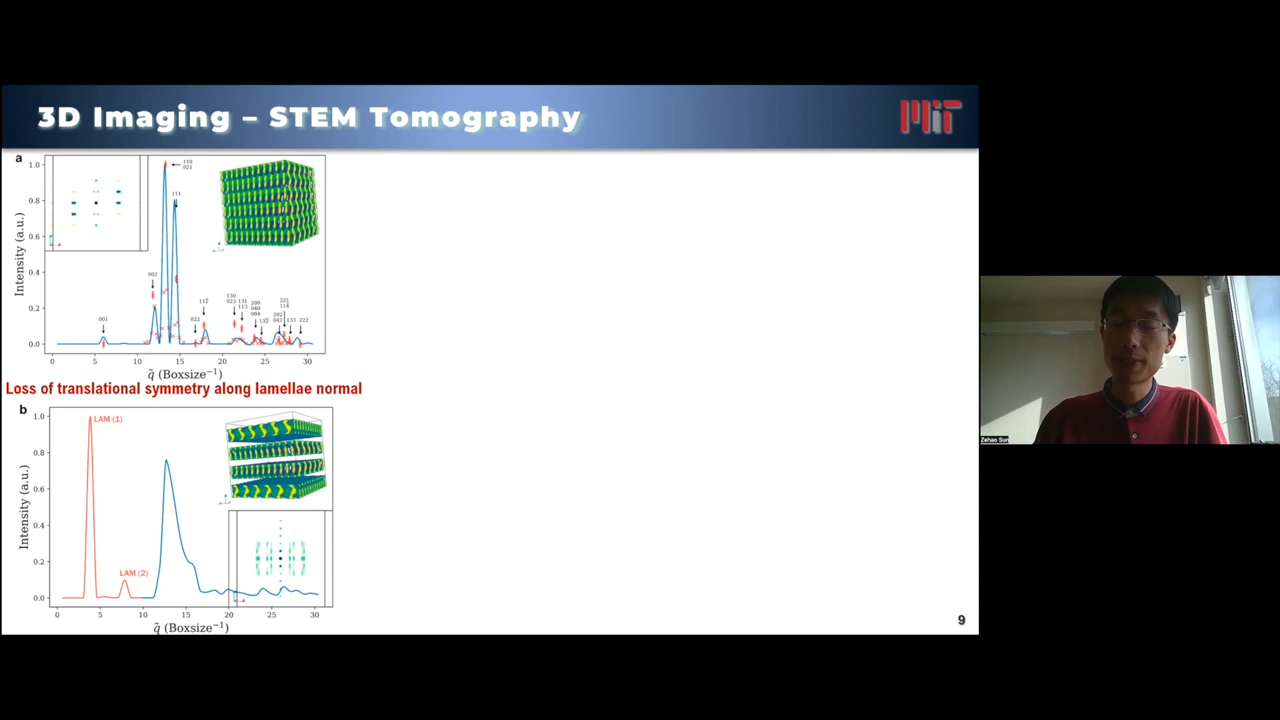 3D Imaging – STEM Tomography
MIT
a
Intensity (a.u.)
1.0
0.8
0.6
0.4
0.2
0.0
110
021
111
002
001
022
112̄
130
023
131
113
200
040
004
132̄
202
042
221
114
133
222
0 5 10 15 20 25 30
q̃ (Boxsize⁻¹)
Loss of translational symmetry along lamellae normal
b
Intensity (a.u.)
1.0
0.8
0.6
0.4
0.2
0.0
LAM (1)
LAM (2)
0 5 10 15 20 25 30
q̃ (Boxsize⁻¹)
9
Zehao Sun